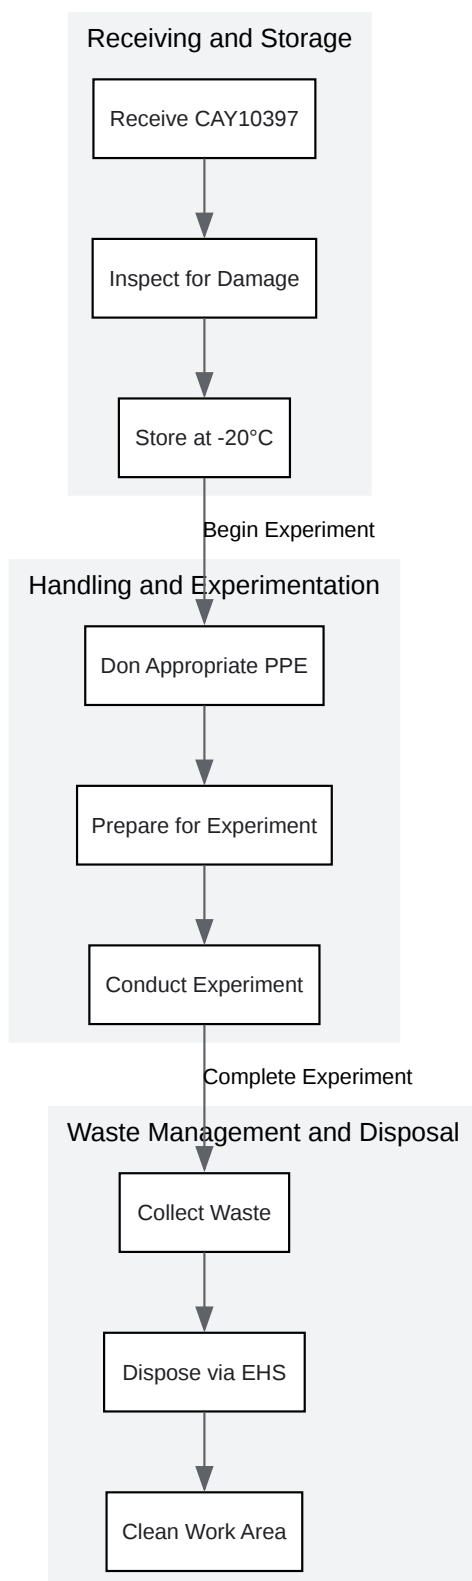 Receiving and Storage
Receive CAY10397
Inspect for Damage
Store at -20°C
Begin Experiment
Handling and Experimentation
Don Appropriate PPE
Prepare for Experiment
Conduct Experiment
Complete Experiment
Waste Management and Disposal
Collect Waste
Dispose via EHS
Clean Work Area